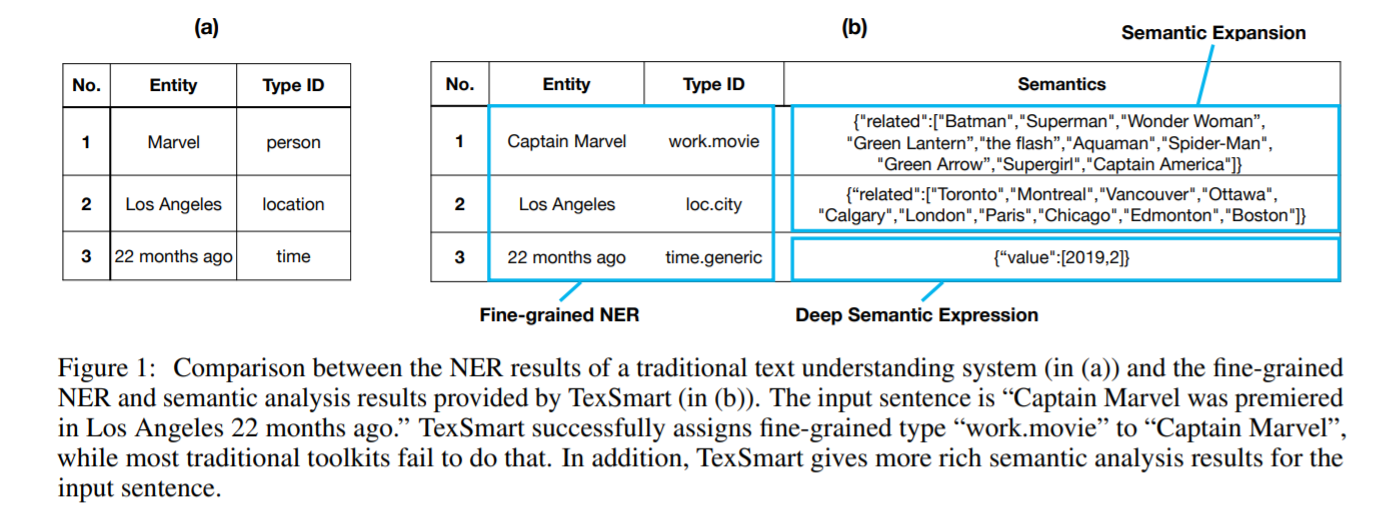 (a)
No. Entity Type ID
1 Marvel person
2 Los Angeles location
3 22 months ago time
(b)
Semantic Expansion
No. Entity Type ID Semantics
1 Captain Marvel work.movie {"related":["Batman","Superman","Wonder Woman”,
"Green Lantern”,"the flash”,"Aquaman","Spider-Man",
"Green Arrow”,"Supergirl","Captain America"]}
2 Los Angeles loc.city {“related":["Toronto","Montreal","Vancouver","Ottawa",
"Calgary","London","Paris","Chicago","Edmonton","Boston"]}
3 22 months ago time.generic {“value":[2019,2]}
Fine-grained NER
Deep Semantic Expression
Figure 1: Comparison between the NER results of a traditional text understanding system (in (a)) and the fine-grained
NER and semantic analysis results provided by TexSmart (in (b)). The input sentence is “Captain Marvel was premiered
in Los Angeles 22 months ago.” TexSmart successfully assigns fine-grained type “work.movie” to “Captain Marvel”,
while most traditional toolkits fail to do that. In addition, TexSmart gives more rich semantic analysis results for the
input sentence.